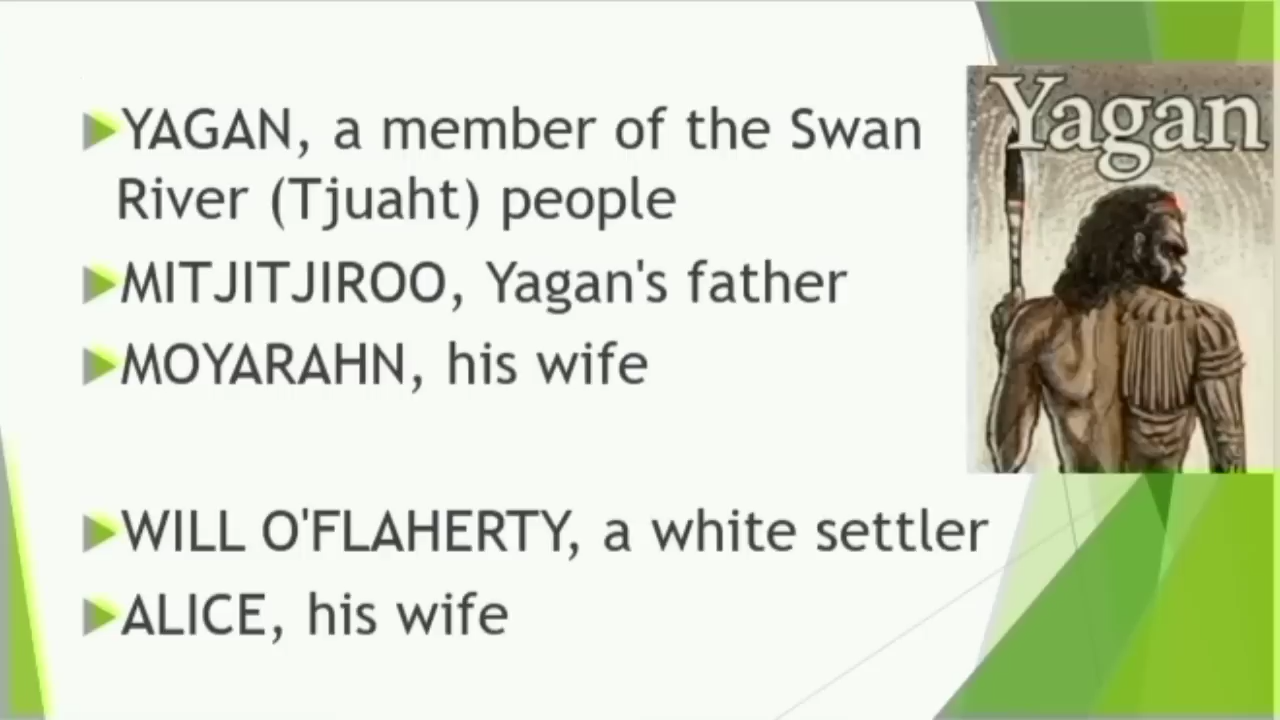 YAGAN, a member of the Swan
River (Tjuaht) people
MITJITJIROO, Yagan's father
MOYARAHN, his wife
WILL O'FLAHERTY, a white settler
ALICE, his wife
Yagan